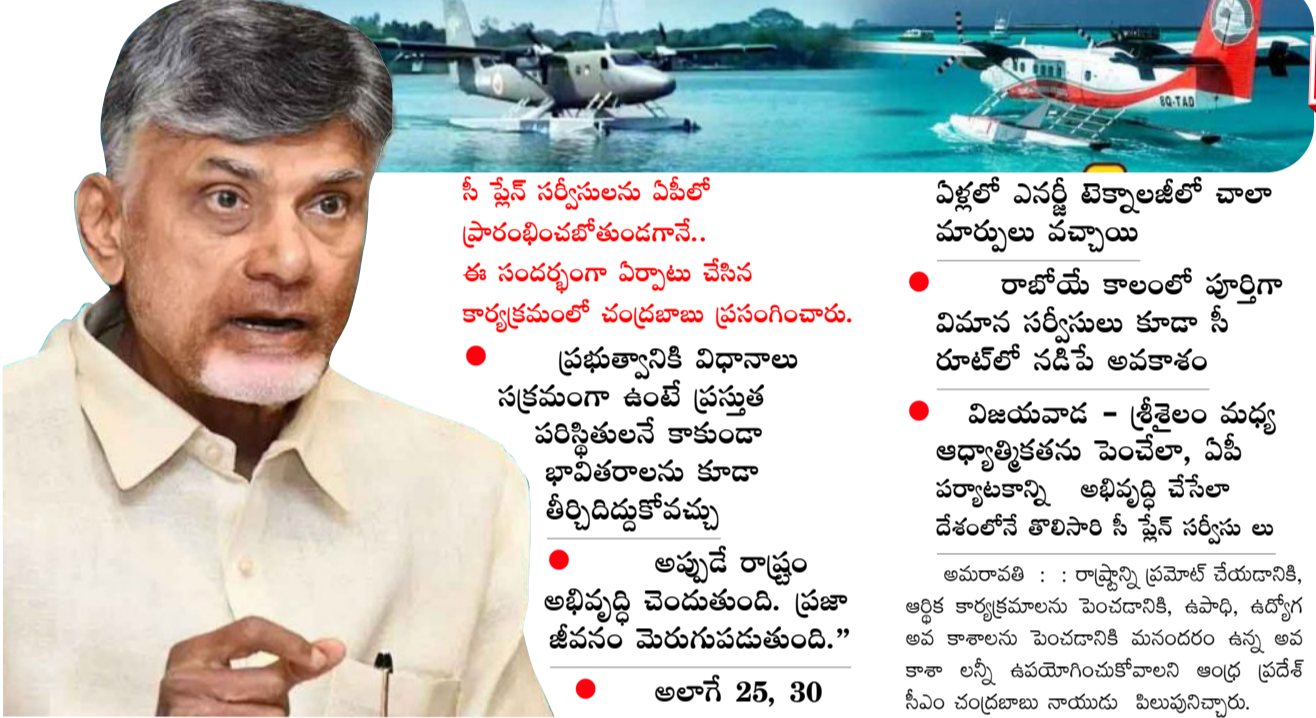 8Q-TAD
సీ ప్లేన్ సర్వీసులను ఏపీలో
ప్రారంభించబోతుండగానే..
ఈ సందర్భంగా ఏర్పాటు చేసిన
కార్యక్రమంలో చంద్రబాబు ప్రసంగించారు.
● ప్రభుత్వానికి విధానాలు
సక్రమంగా ఉంటే ప్రస్తుత
పరిస్థితులనే కాకుండా
భావితరాలను కూడా
తీర్చిదిద్దుకోవచ్చు
● అప్పుడే రాష్ట్రం
అభివృద్ధి చెందుతుంది. ప్రజా
జీవనం మెరుగుపడుతుంది.”
● అలాగే 25, 30
ఏళ్లలో ఎనర్జీ టెక్నాలజీలో చాలా
మార్పులు వచ్చాయి
● రాబోయే కాలంలో పూర్తిగా
విమాన సర్వీసులు కూడా సీ
రూట్‌లో నడిపే అవకాశం
● విజయవాడ - శ్రీశైలం మధ్య
ఆధ్యాత్మికతను పెంచేలా, ఏపీ
పర్యాటకాన్ని అభివృద్ధి చేసేలా
దేశంలోనే తొలిసారి సీ ప్లేన్ సర్వీసు లు
అమరావతి : : రాష్ట్రాన్ని ప్రమోట్ చేయడానికి,
ఆర్థిక కార్యక్రమాలను పెంచడానికి, ఉపాధి, ఉద్యోగ
అవ కాశాలను పెంచడానికి మనందరం ఉన్న అవ
కాశా లన్నీ ఉపయోగించుకోవాలని ఆంధ్ర ప్రదేశ్
సీఎం చంద్రబాబు నాయుడు పిలుపునిచ్చారు.